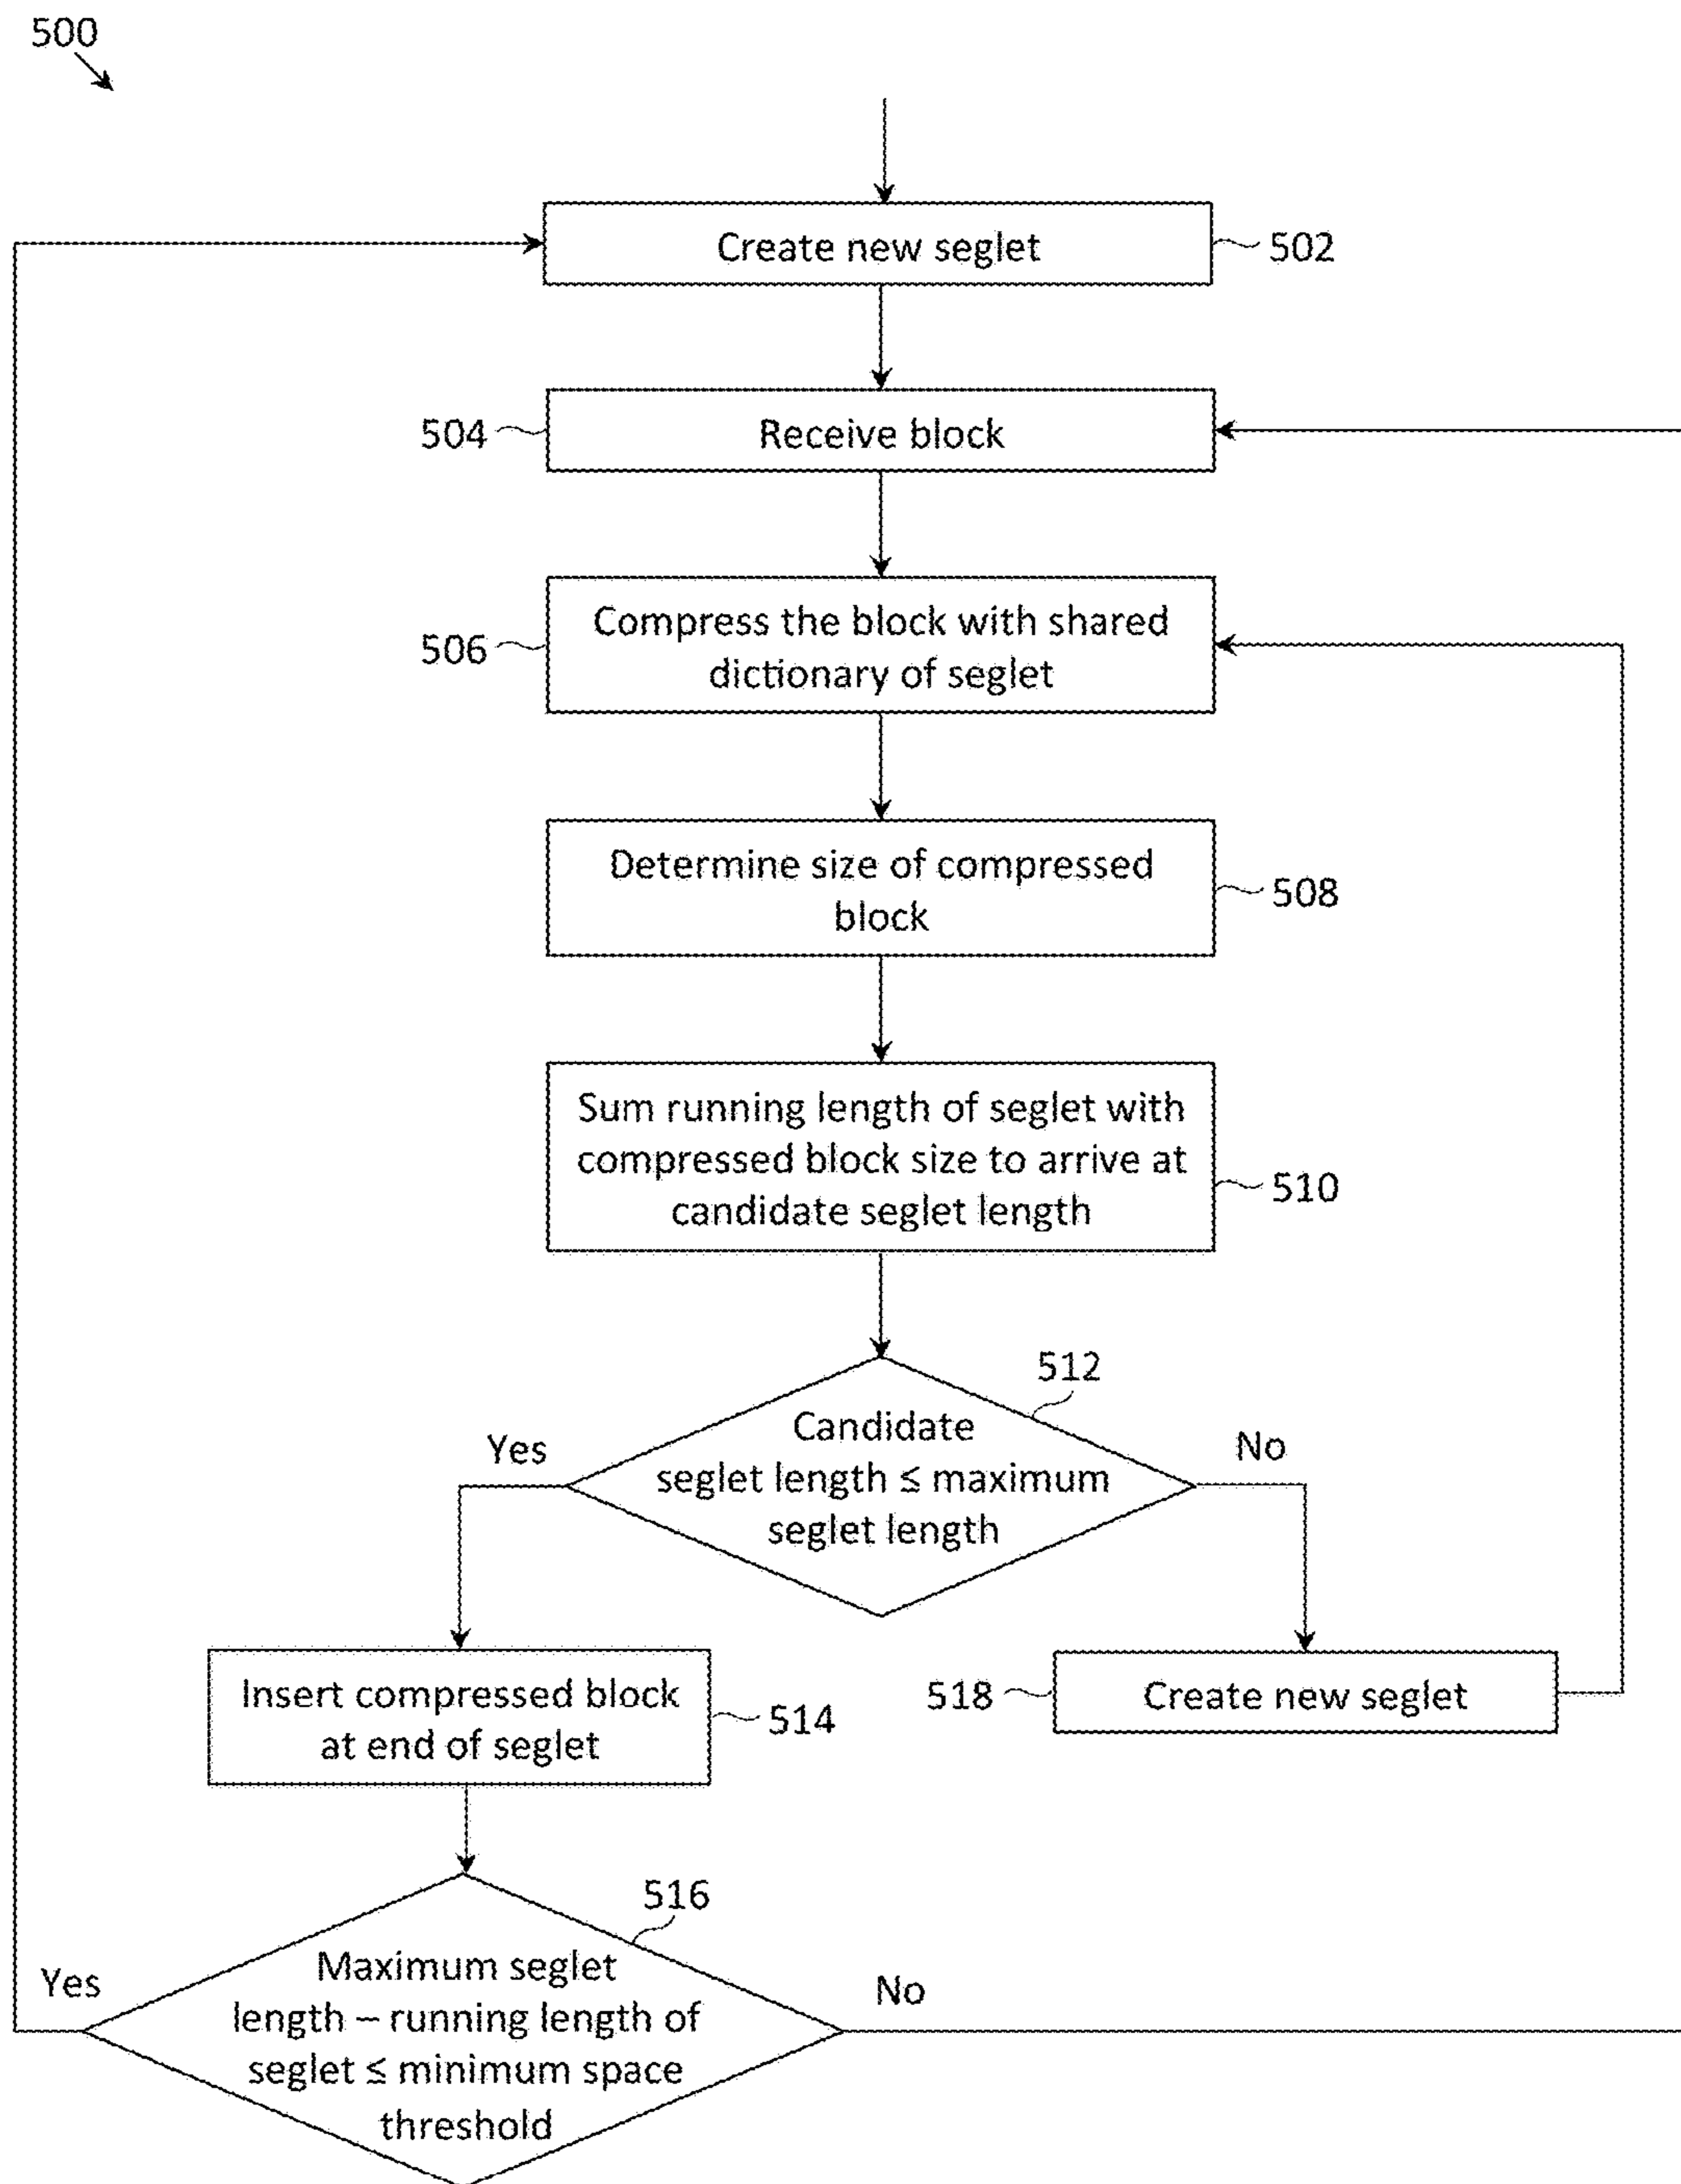 500
Create new seglet
502
504
Receive block
506
Compress the block with shared
dictionary of seglet
Determine size of compressed
block
508
Sum running length of seglet with
compressed block size to arrive at
candidate seglet length
510
512
Candidate
seglet length ≤ maximum
seglet length
Yes
No
Insert compressed block
at end of seglet
514
518
Create new seglet
516
Maximum seglet
length – running length of
seglet ≤ minimum space
threshold
Yes
No